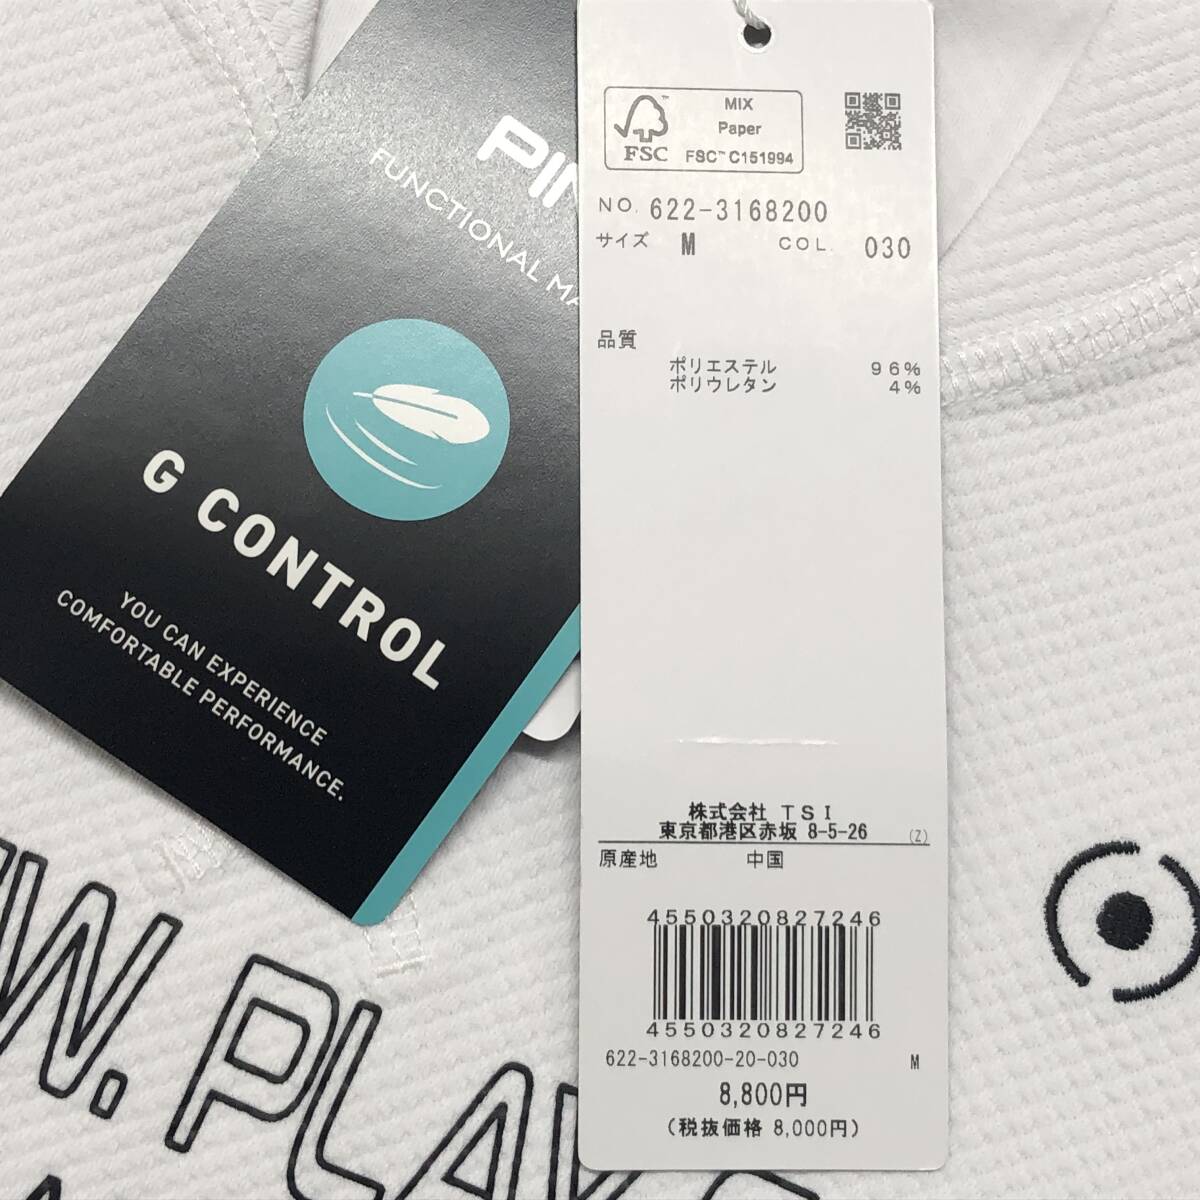 PIN
FUNCTIONAL MA
G CONTROL
YOU CAN EXPERIENCE
COMFORTABLE PERFORMANCE.
MIX
Paper
FSC
FSC™ C151994
NO. 622-3168200
サイズ M COL. 030
品質
ポリエステル 96%
ポリウレタン 4%
株式会社 TSI
東京都港区赤坂 8-5-26 (Z)
原産地 中国
4550320827246
4550320827246
622-3168200-20-030 M
8,800円
(税抜価格 8,000円)
W. PLAY